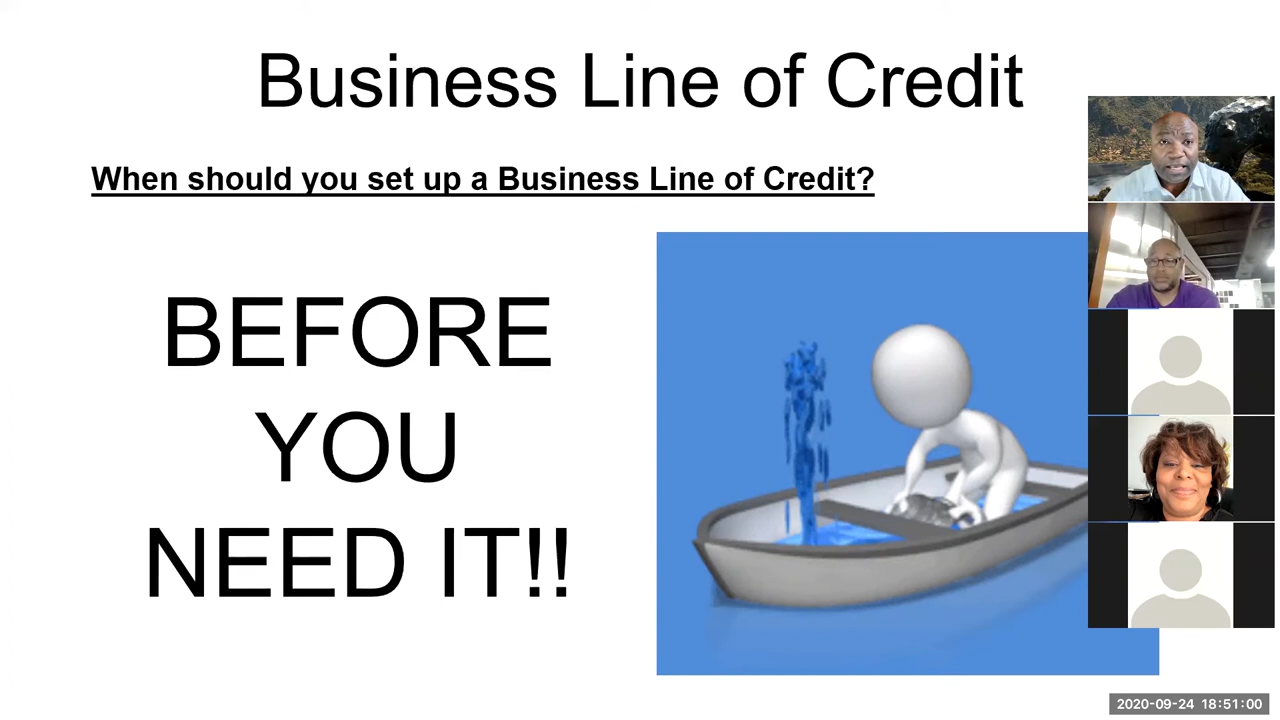 Business Line of Credit
When should you set up a Business Line of Credit?
BEFORE
YOU
NEED IT!!
2020-09-24 18:51:00